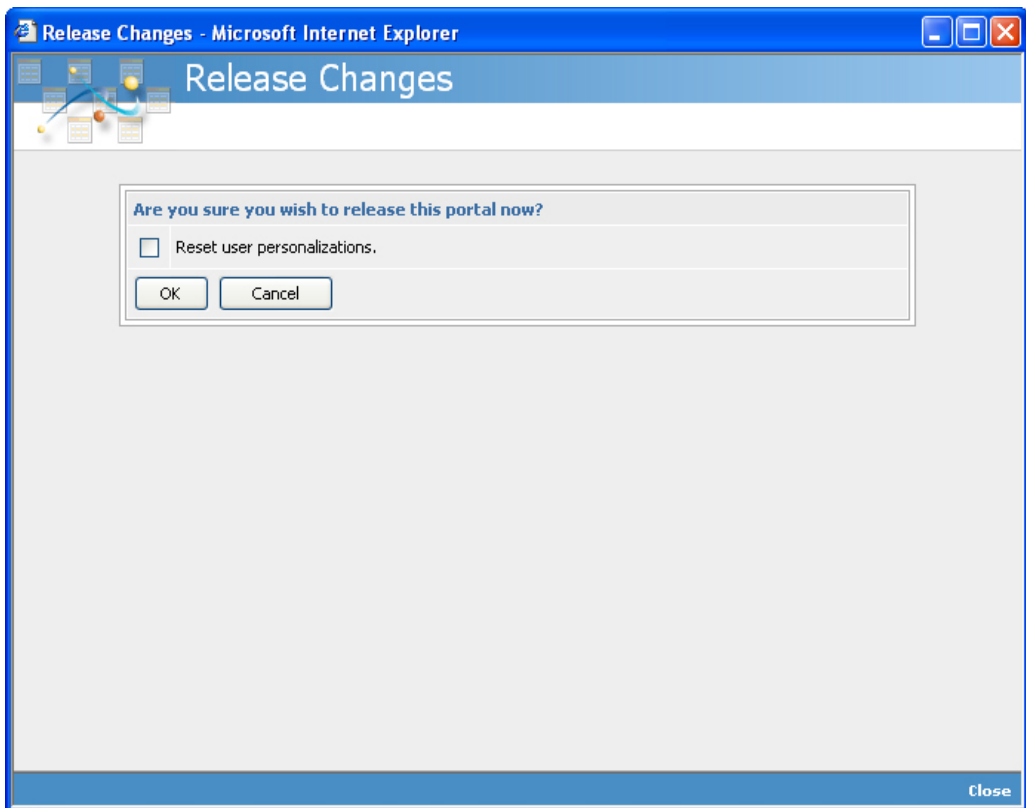 Release Changes - Microsoft Internet Explorer
Release Changes
Are you sure you wish to release this portal now?
Reset user personalizations.
OK Cancel
Close